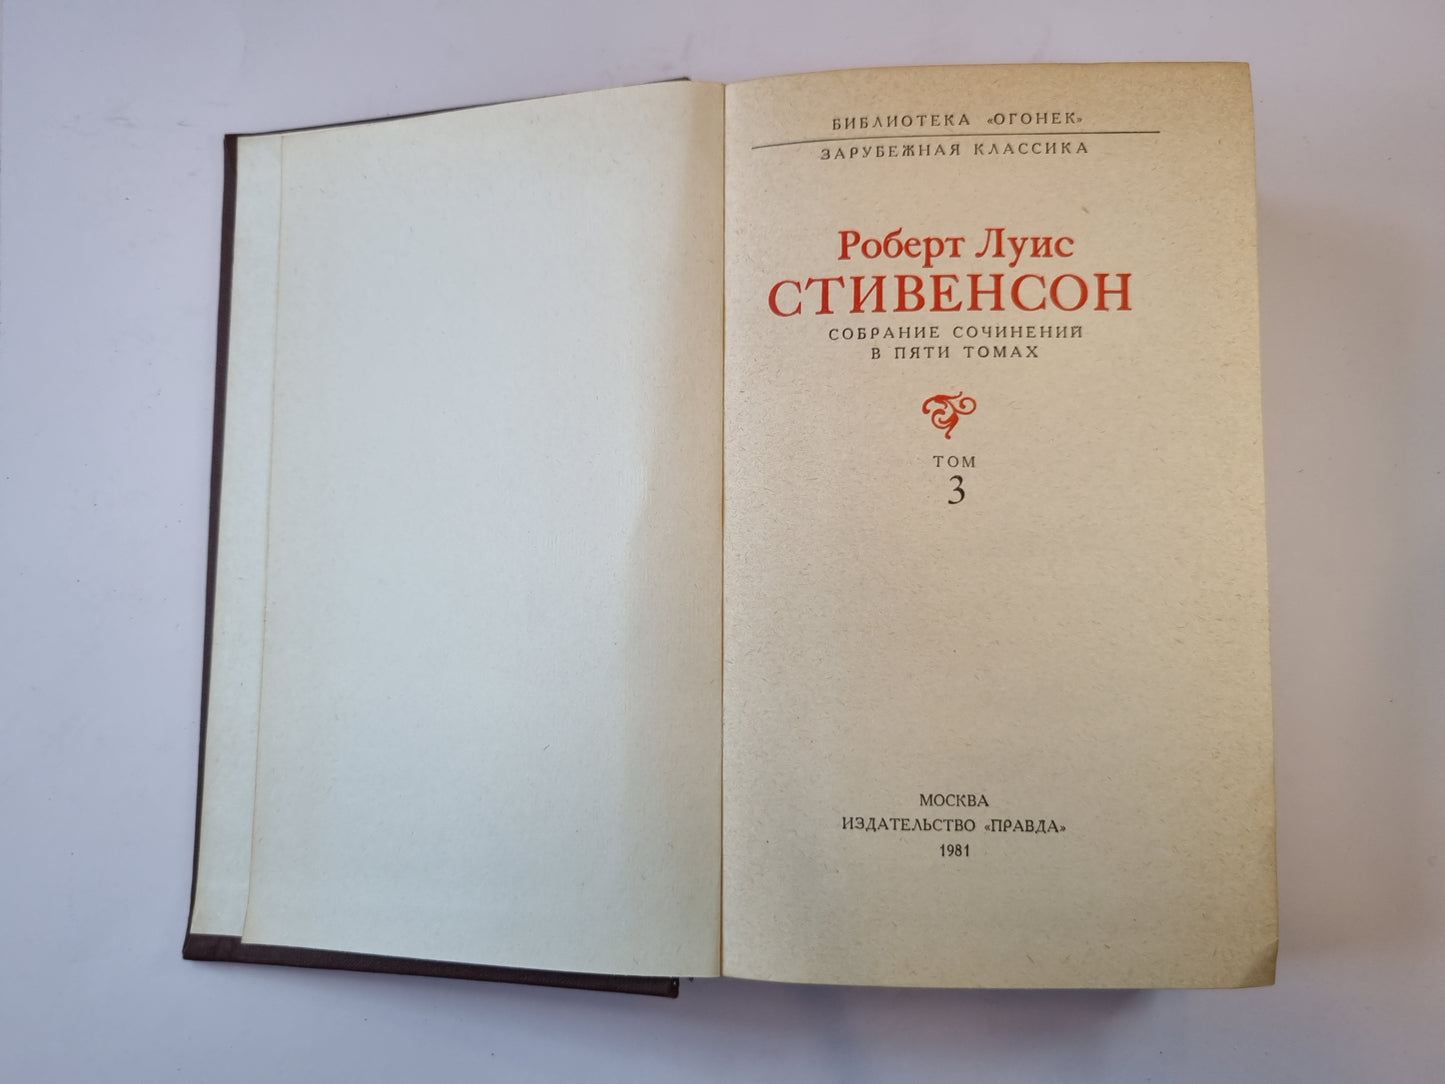 БИБЛИОТЕКА «ОГОНЕК»
ЗАРУБЕЖНАЯ КЛАССИКА
Роберт Луис
СТИВЕНСОН
СОБРАНИЕ СОЧИНЕНИЙ
В ПЯТИ ТОМАХ
ТОМ
3
МОСКВА
ИЗДАТЕЛЬСТВО «ПРАВДА»
1981